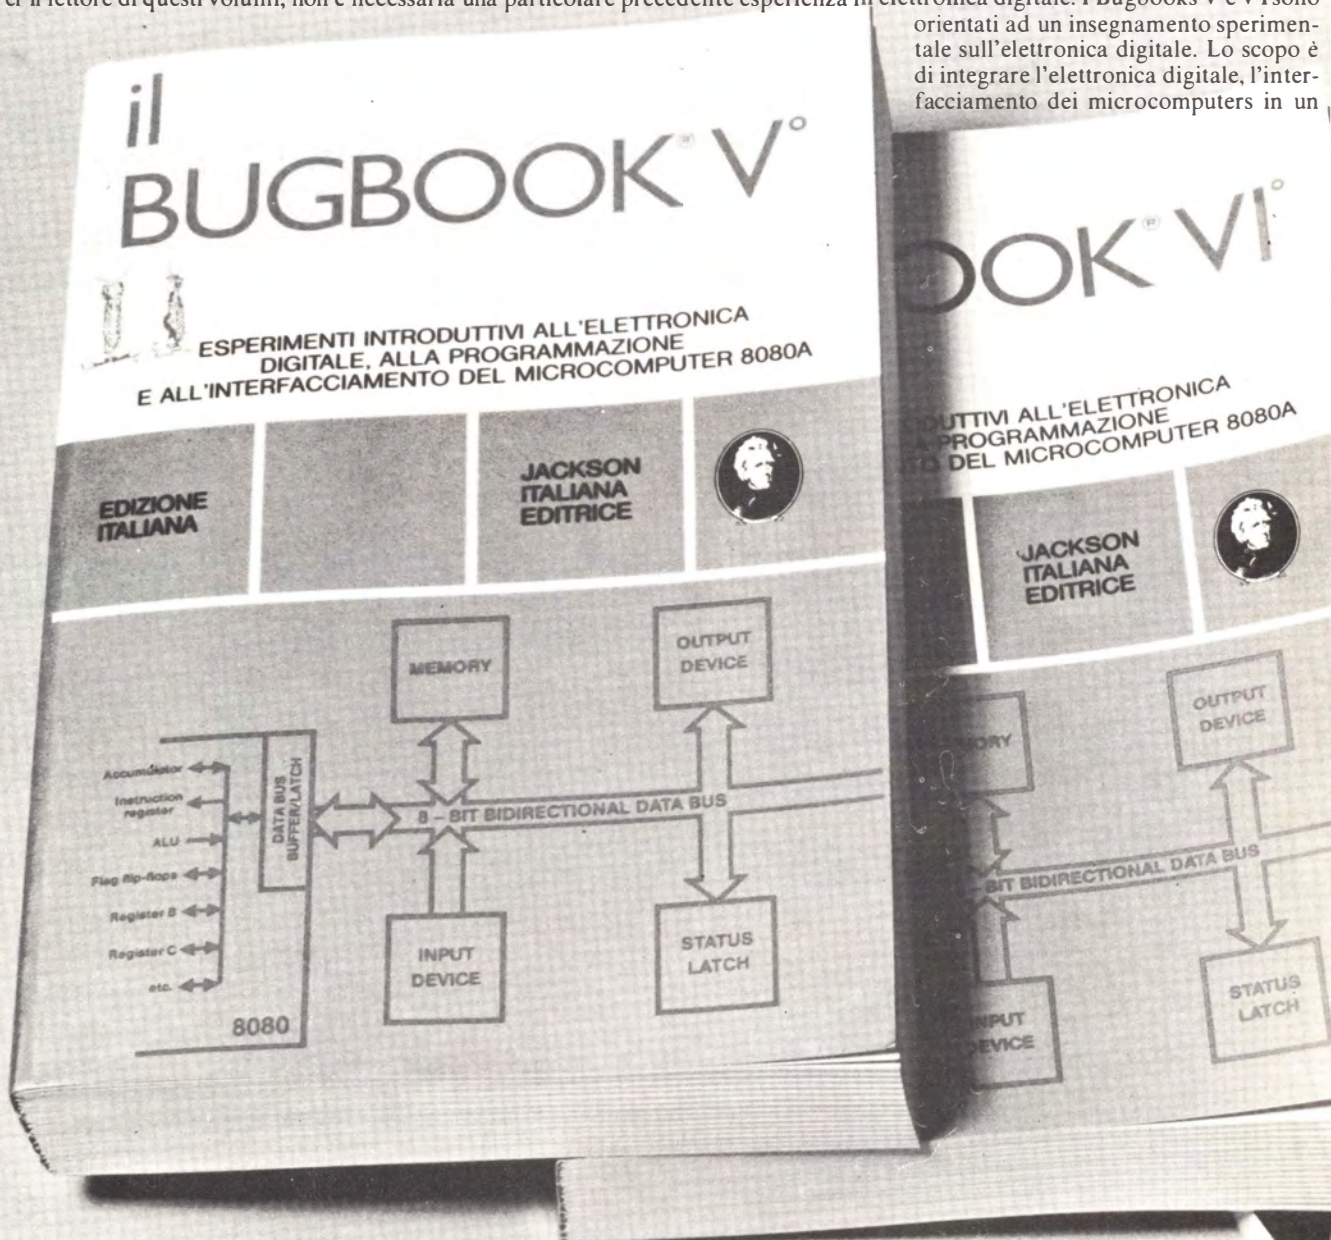 er il lettore di questi volumi, non è necessaria una particolare precedente esperienza in elettronica digitale. I Bugbooks V e VI sono
orientati ad un insegnamento sperimen-
tale sull'elettronica digitale. Lo scopo è
di integrare l'elettronica digitale, l'inter-
facciamento dei microcomputers in un
il
BUGBOOK® V°
ESPERIMENTI INTRODUTTIVI ALL'ELETTRONICA
DIGITALE, ALLA PROGRAMMAZIONE
E ALL'INTERFACCIAMENTO DEL MICROCOMPUTER 8080A
EDIZIONE
ITALIANA
JACKSON
ITALIANA
EDITRICE
MEMORY
OUTPUT
DEVICE
Accumulator
Instruction
register
ALU
Flag flip-flops
Register B
Register C
etc.
DATA BUS
BUFFER/LATCH
8 – BIT BIDIRECTIONAL DATA BUS
INPUT
DEVICE
STATUS
LATCH
8080
OOK® VI°
DUTTIVI ALL'ELETTRONICA
PROGRAMMAZIONE
DEL MICROCOMPUTER 8080A
JACKSON
ITALIANA
EDITRICE
ORY
OUTPUT
DEVICE
BIT BIDIRECTIONAL DATA BUS
INPUT
DEVICE
STATUS
LATCH